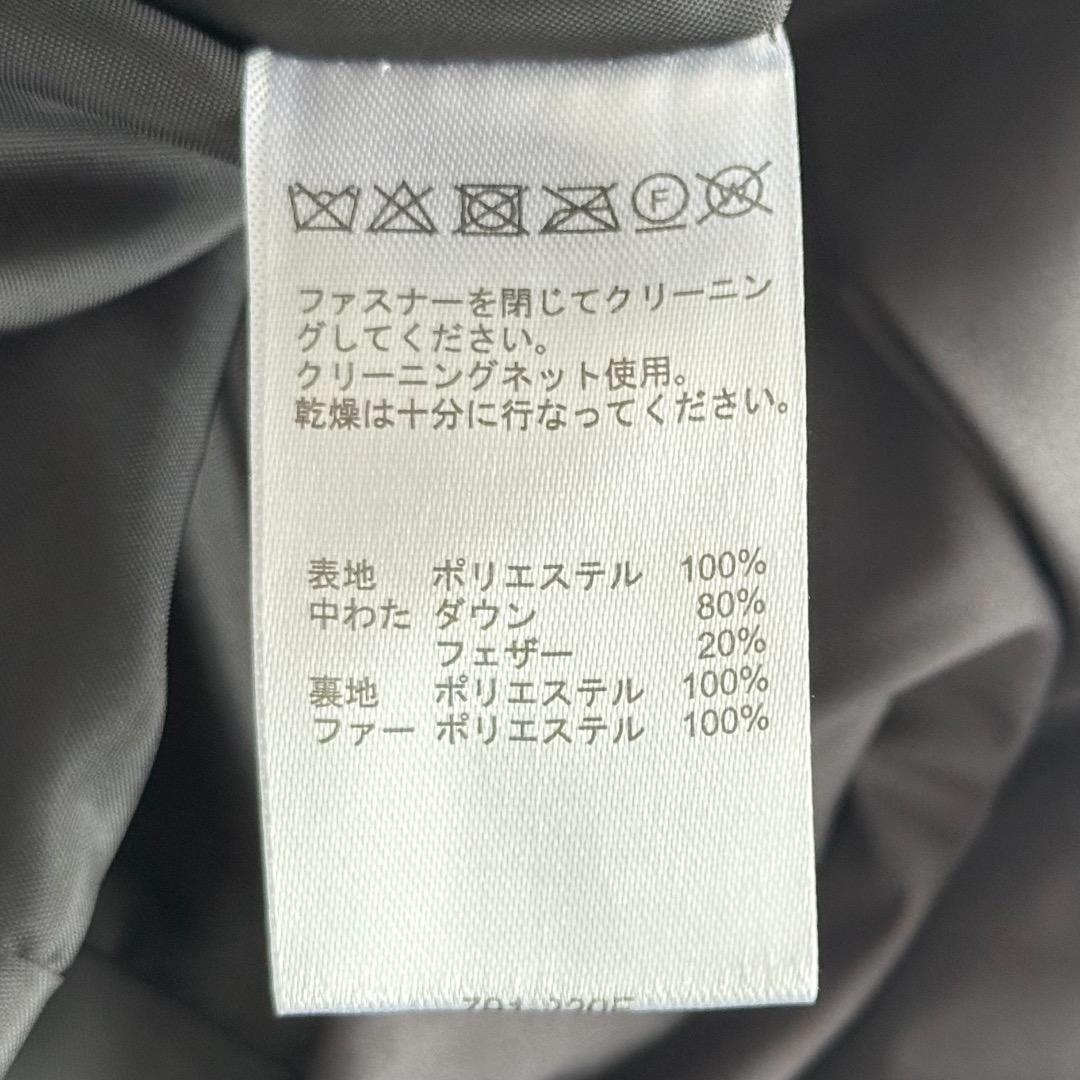 F W
ファスナーを閉じてクリーニン
グしてください。
クリーニングネット使用。
乾燥は十分に行なってください。
表地 ポリエステル 100%
中わた ダウン 80%
フェザー 20%
裏地 ポリエステル 100%
ファー ポリエステル 100%